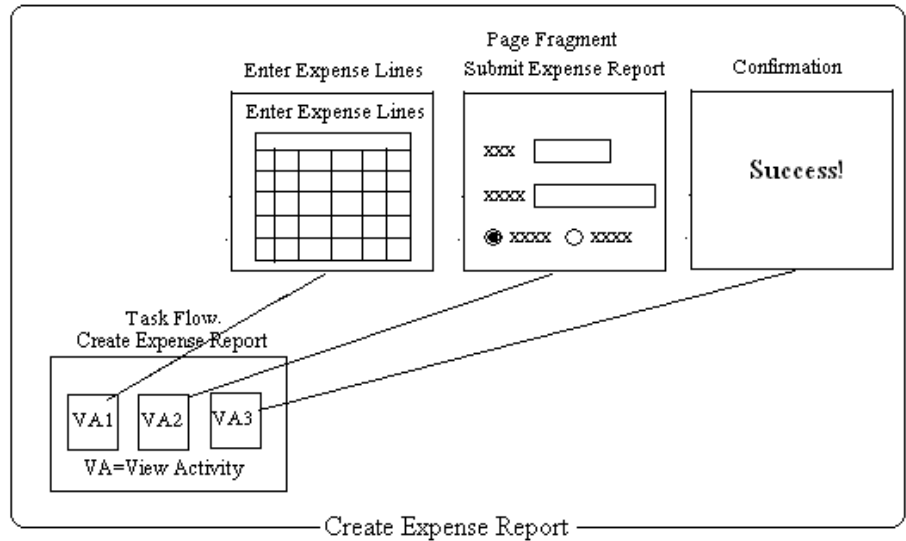 Page Fragment
Enter Expense Lines
Submit Expense Report
Confirmation
Enter Expense Lines
xxx
xxxx
xxxx
xxxx
Success!
Task Flow.
Create Expense Report
VA1
VA2
VA3
VA=View Activity
Create Expense Report